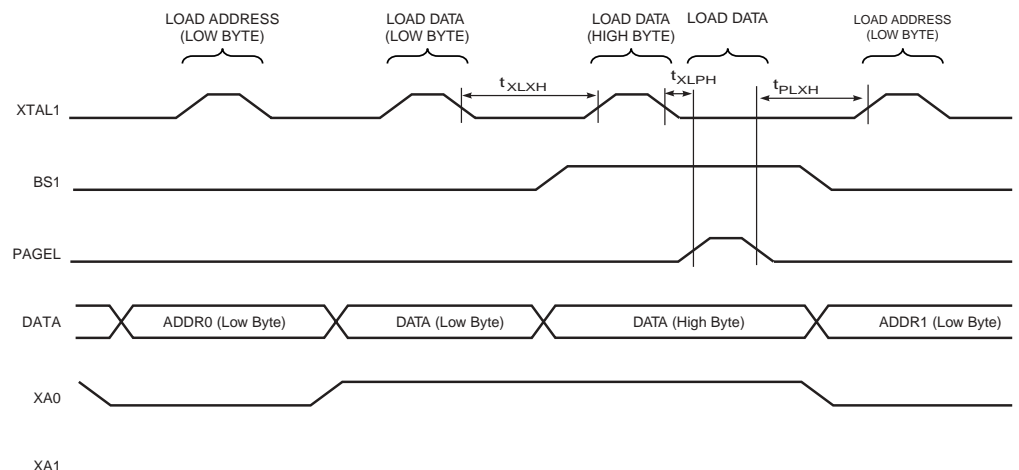 LOAD ADDRESS
(LOW BYTE)
LOAD DATA
(LOW BYTE)
LOAD DATA
(HIGH BYTE)
LOAD DATA
LOAD ADDRESS
(LOW BYTE)
tXLXH
tXLPH
tPLXH
XTAL1
BS1
PAGEL
DATA
ADDR0 (Low Byte)
DATA (Low Byte)
DATA (High Byte)
ADDR1 (Low Byte)
XA0
XA1